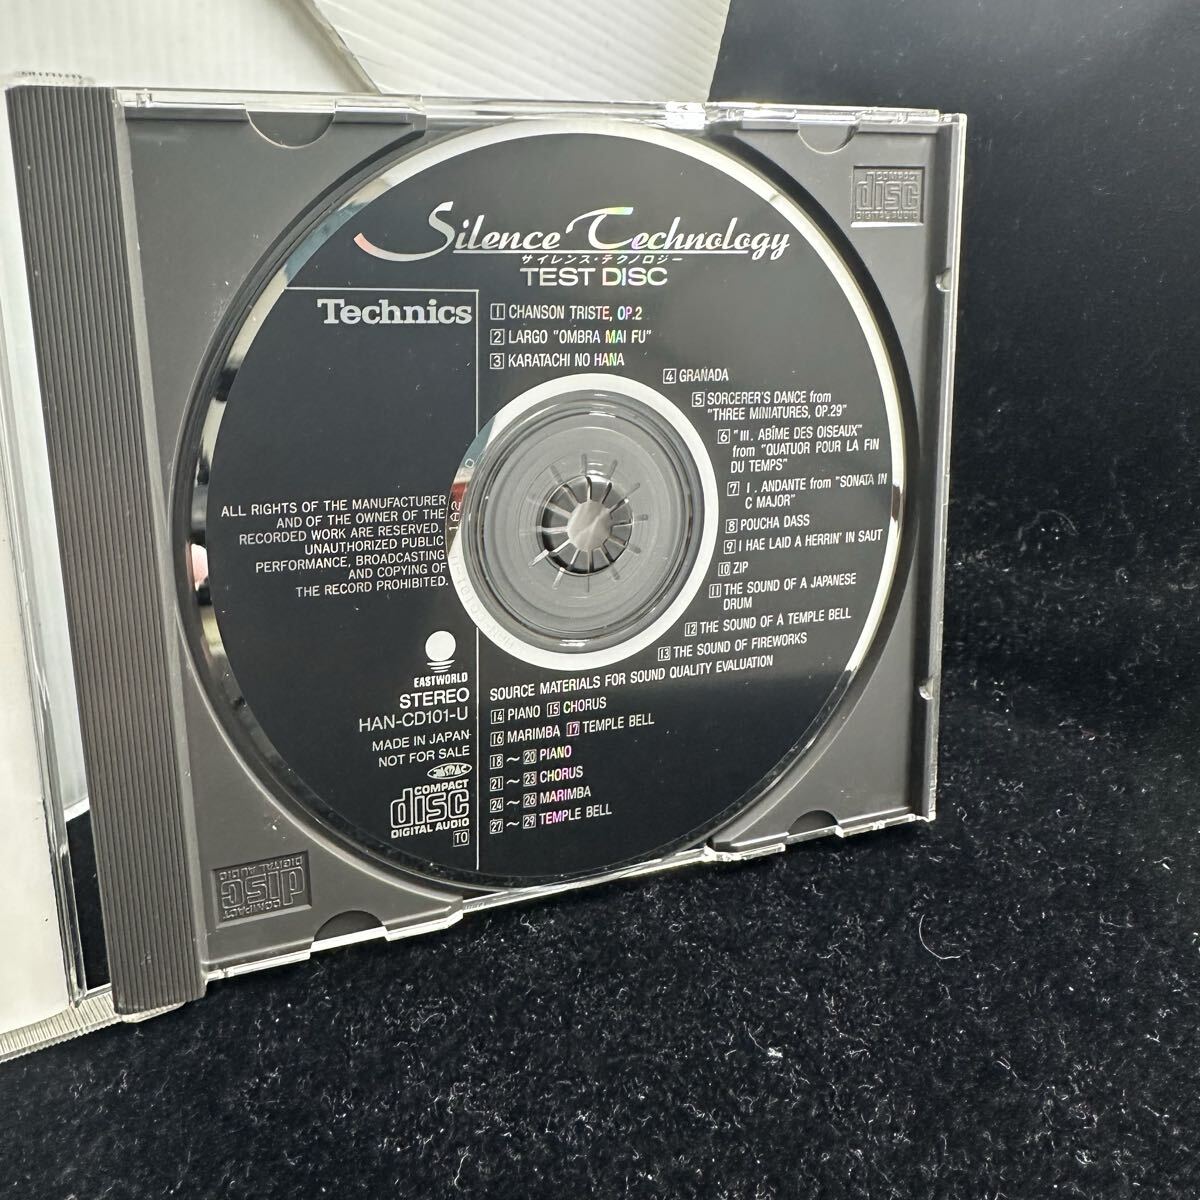 Silence Technology
サイレンス・テクノロジー
TEST DISC
Technics
1 CHANSON TRISTE, OP.2
2 LARGO "OMBRA MAI FU"
3 KARATACHI NO HANA
4 GRAÑADA
5 SORCERER'S DANCE from
"THREE MINIATURES, OP.29"
6 "III. ABÎME DES OISEAUX"
from "QUATUOR POUR LA FIN
DU TEMPS"
7 I. ANDANTE from "SONATA IN
C MAJOR"
8 POUCHA DASS
9 I HAE LAID A HERRIN' IN SAUT
10 ZIP
11 THE SOUND OF A JAPANESE
DRUM
12 THE SOUND OF A TEMPLE BELL
13 THE SOUND OF FIREWORKS
SOURCE MATERIALS FOR SOUND QUALITY EVALUATION
14 PIANO 15 CHORUS
16 MARIMBA 17 TEMPLE BELL
18～20 PIANO
21～23 CHORUS
24～26 MARIMBA
27～29 TEMPLE BELL
ALL RIGHTS OF THE MANUFACTURER
AND OF THE OWNER OF THE
RECORDED WORK ARE RESERVED.
UNAUTHORIZED PUBLIC
PERFORMANCE, BROADCASTING
AND COPYING OF
THE RECORD PROHIBITED.
EASTWORLD
STEREO
HAN-CD101-U
MADE IN JAPAN
NOT FOR SALE
JASRAC
COMPACT
disc
DIGITAL AUDIO
TO
COMPACT
disc
DIGITAL AUDIO
COMPACT
disc
DIGITAL AUDIO